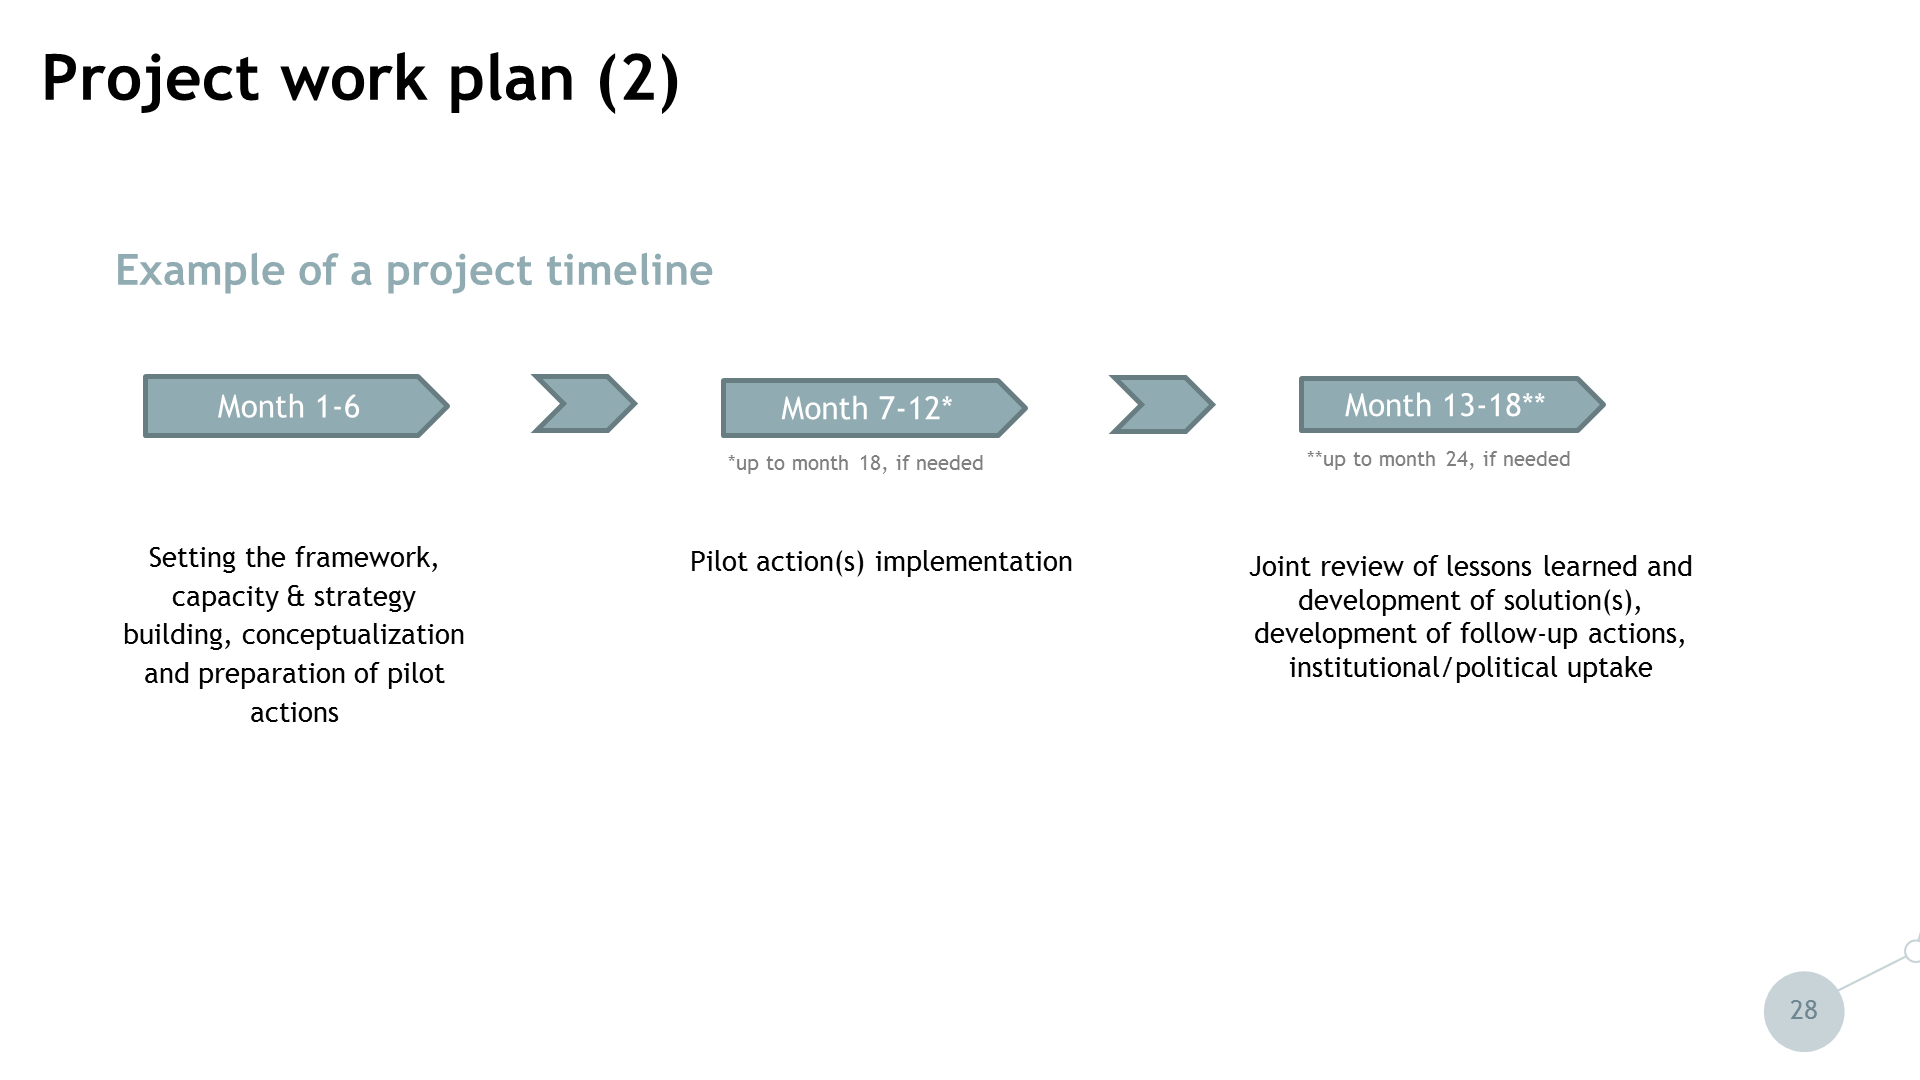 Project work plan (2)
Example of a project timeline
Month 1-6
Month 7-12*
Month 13-18**
*up to month 18, if needed
**up to month 24, if needed
Setting the framework,
capacity & strategy
building, conceptualization
and preparation of pilot
actions
Pilot action(s) implementation
Joint review of lessons learned and
development of solution(s),
development of follow-up actions,
institutional/political uptake
28